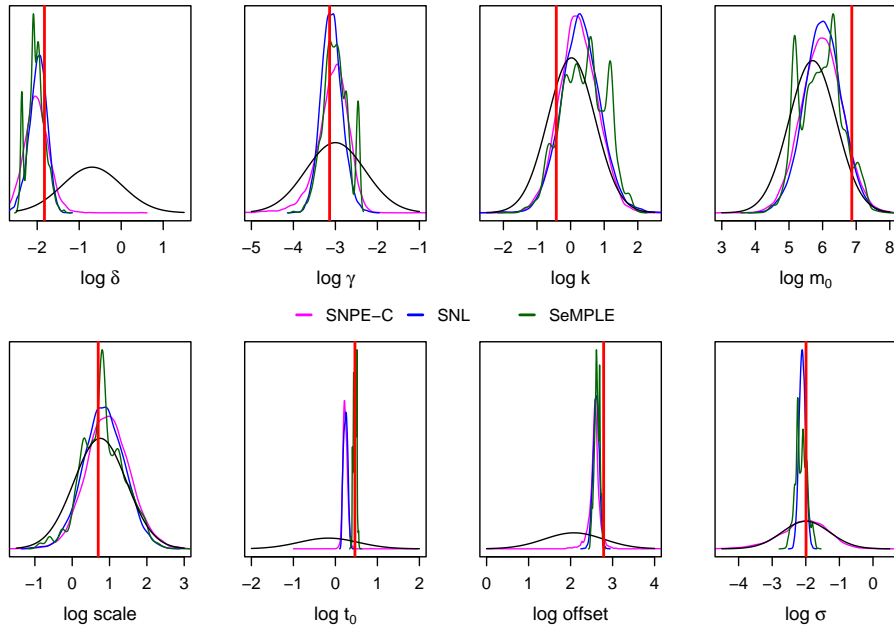 −2 −1 0 1
log δ
−5 −4 −3 −2 −1
log γ
−2 −1 0 1 2
log k
3 4 5 6 7 8
log m0
SNPE−C SNL SeMPLE
−1 0 1 2 3
log scale
−2 −1 0 1 2
log t0
0 1 2 3 4
log offset
−4 −3 −2 −1 0
log σ